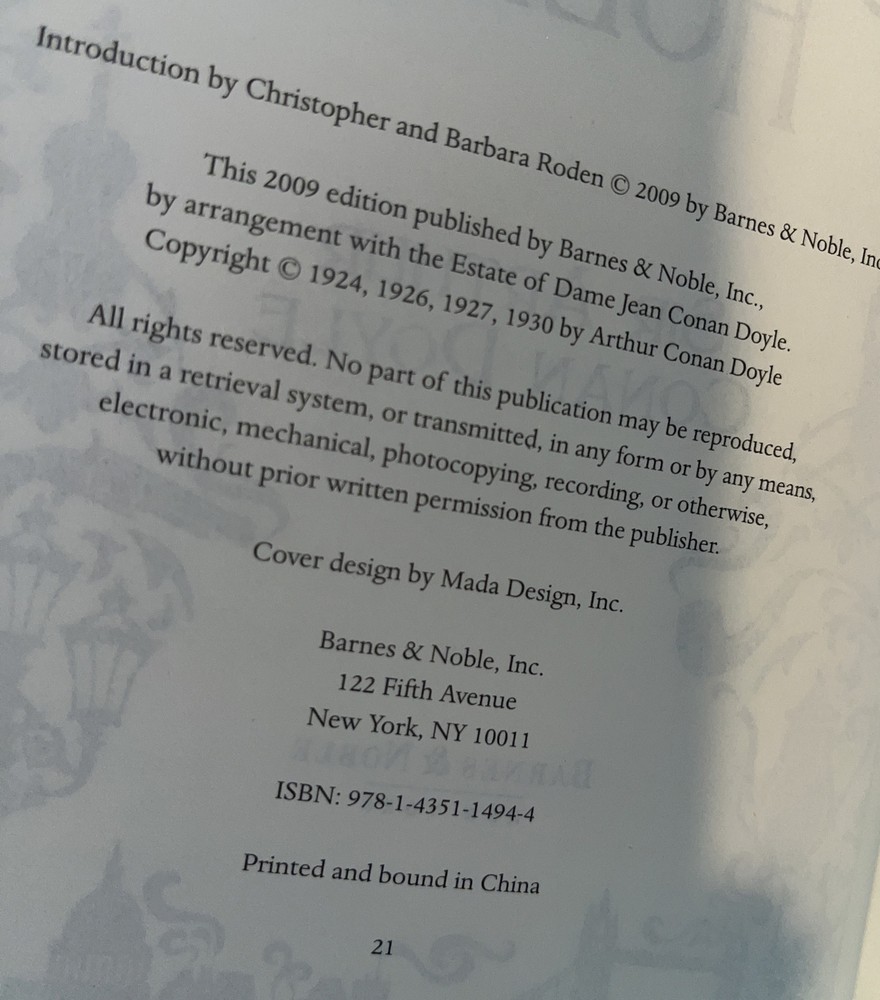 Introduction by Christopher and Barbara Roden © 2009 by Barnes & Noble, Inc
This 2009 edition published by Barnes & Noble, Inc.,
by arrangement with the Estate of Dame Jean Conan Doyle.
Copyright © 1924, 1926, 1927, 1930 by Arthur Conan Doyle
All rights reserved. No part of this publication may be reproduced,
stored in a retrieval system, or transmitted, in any form or by any means,
electronic, mechanical, photocopying, recording, or otherwise,
without prior written permission from the publisher.
Cover design by Mada Design, Inc.
Barnes & Noble, Inc.
122 Fifth Avenue
New York, NY 10011
ISBN: 978-1-4351-1494-4
Printed and bound in China
21